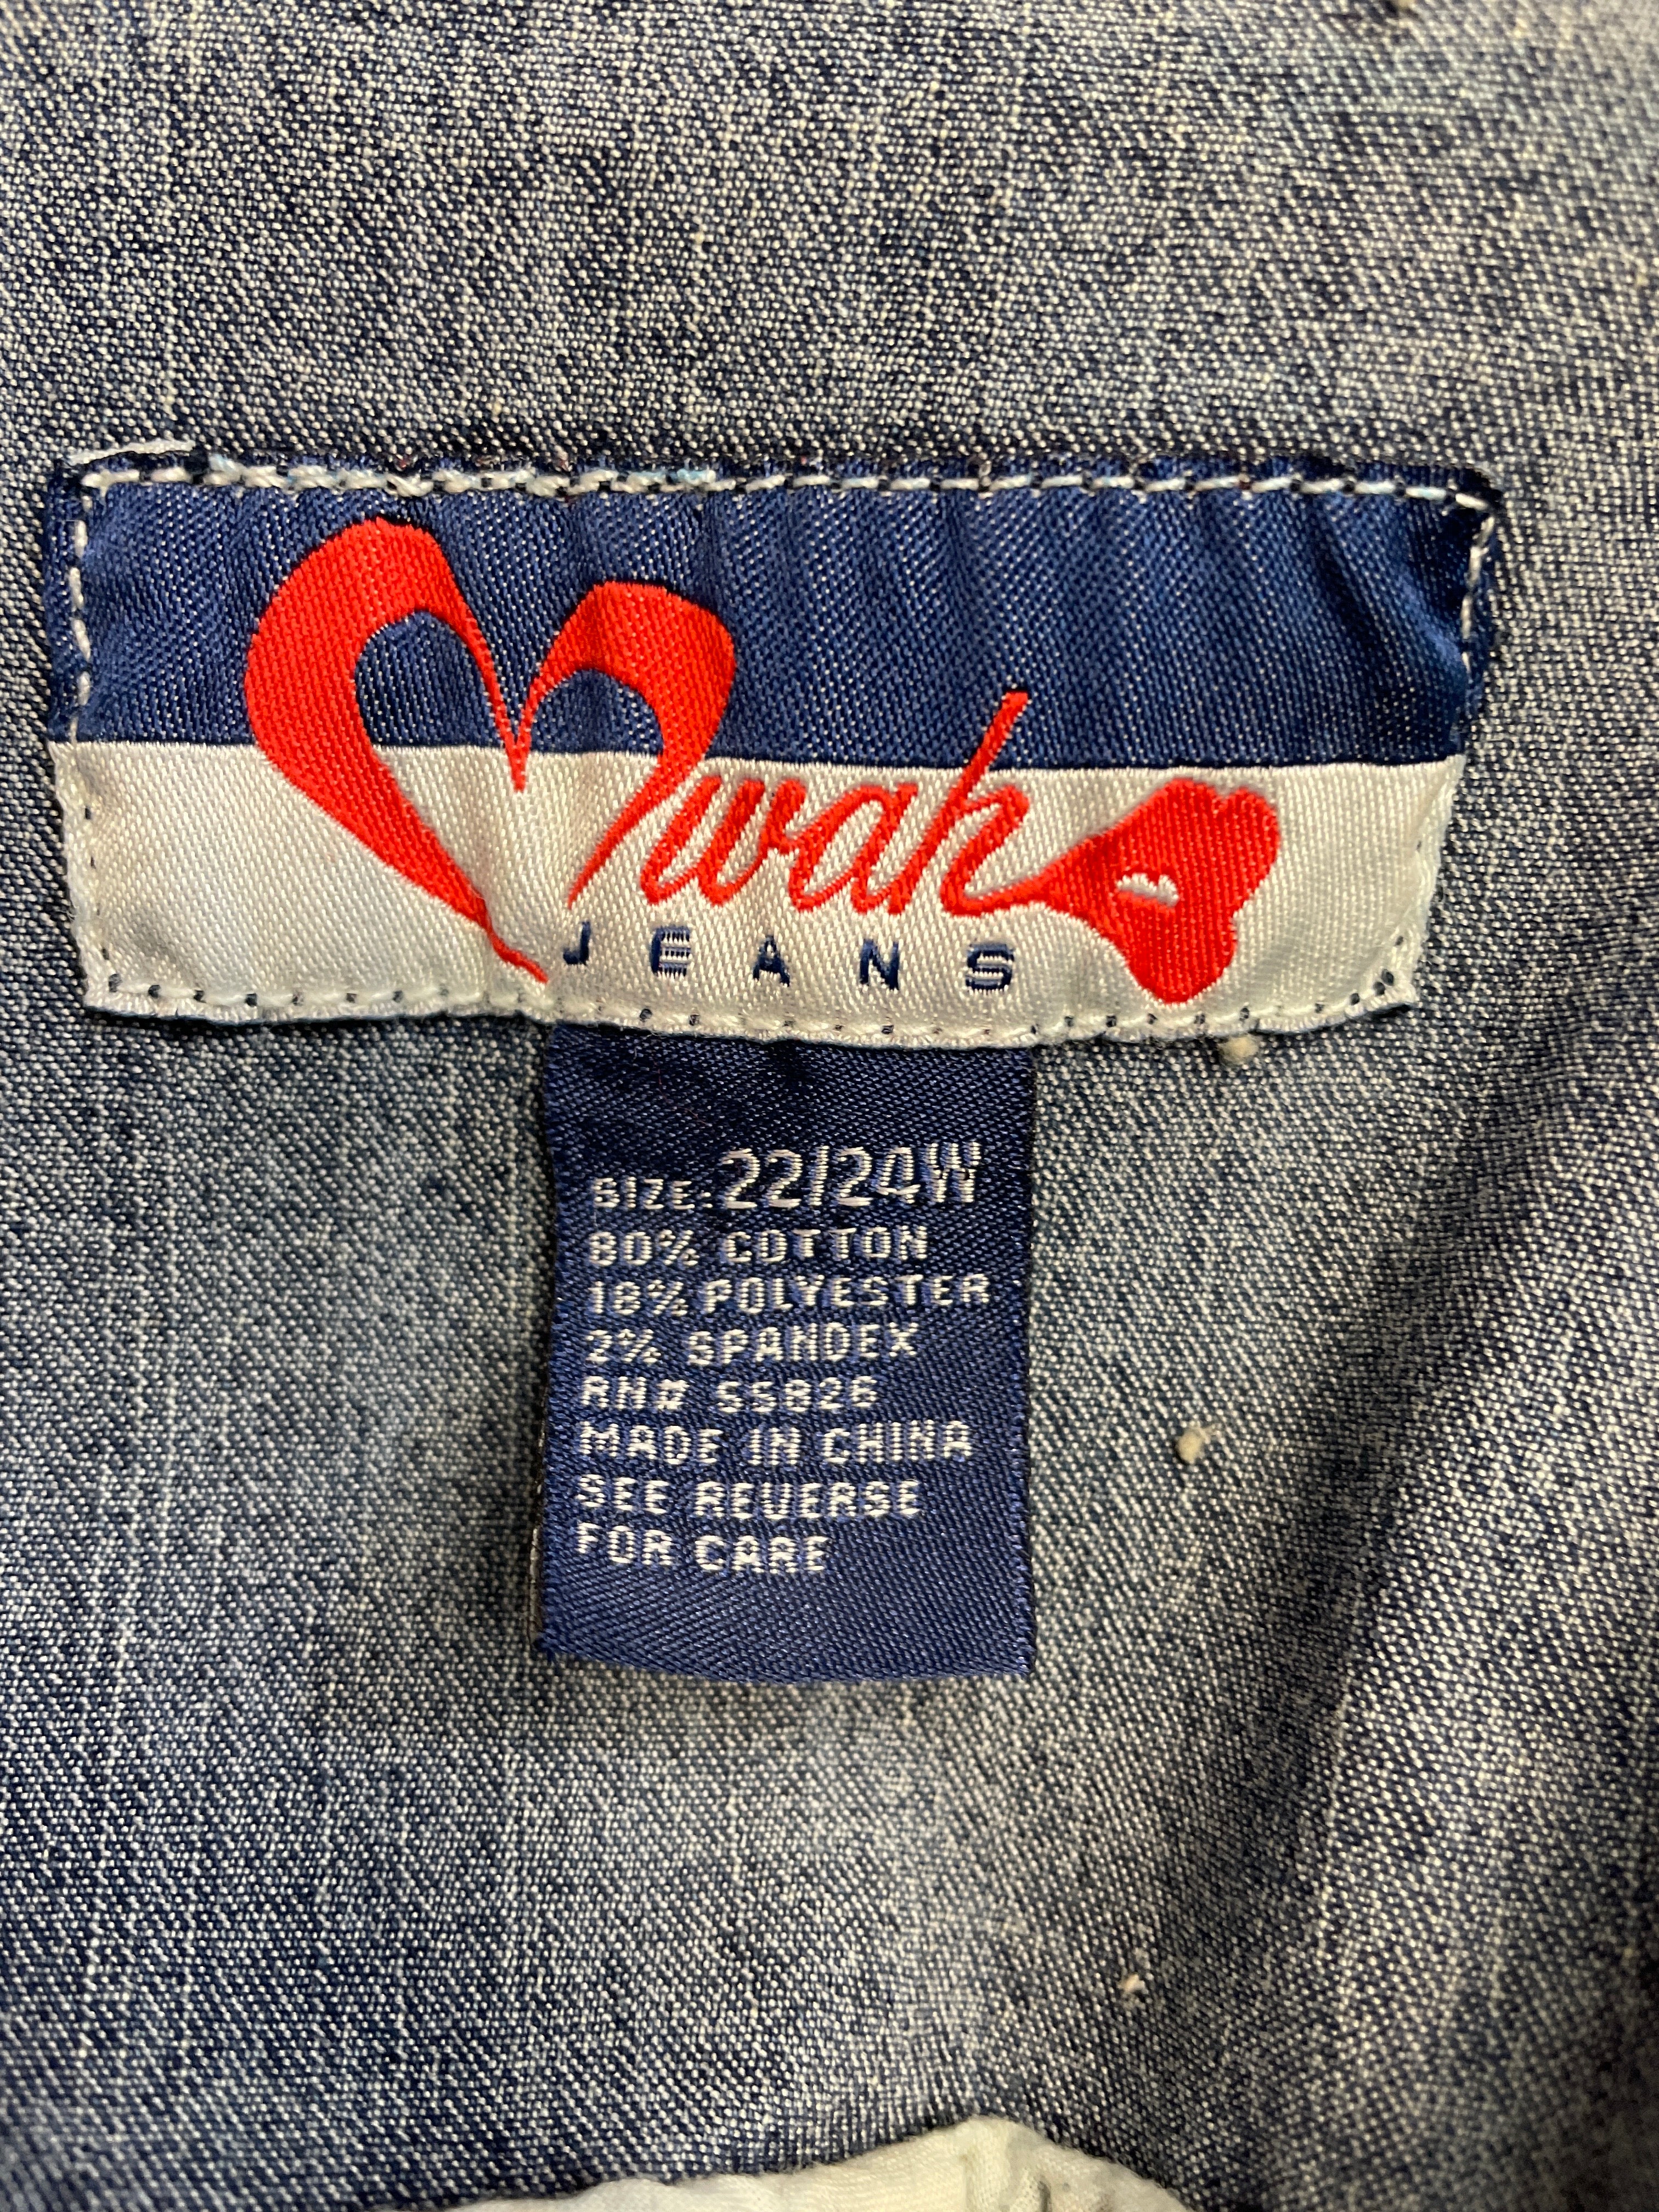 Mwah
JEANS
SIZE: 22/24W
80% COTTON
18% POLYESTER
2% SPANDEX
RN# 55826
MADE IN CHINA
SEE REVERSE
FOR CARE